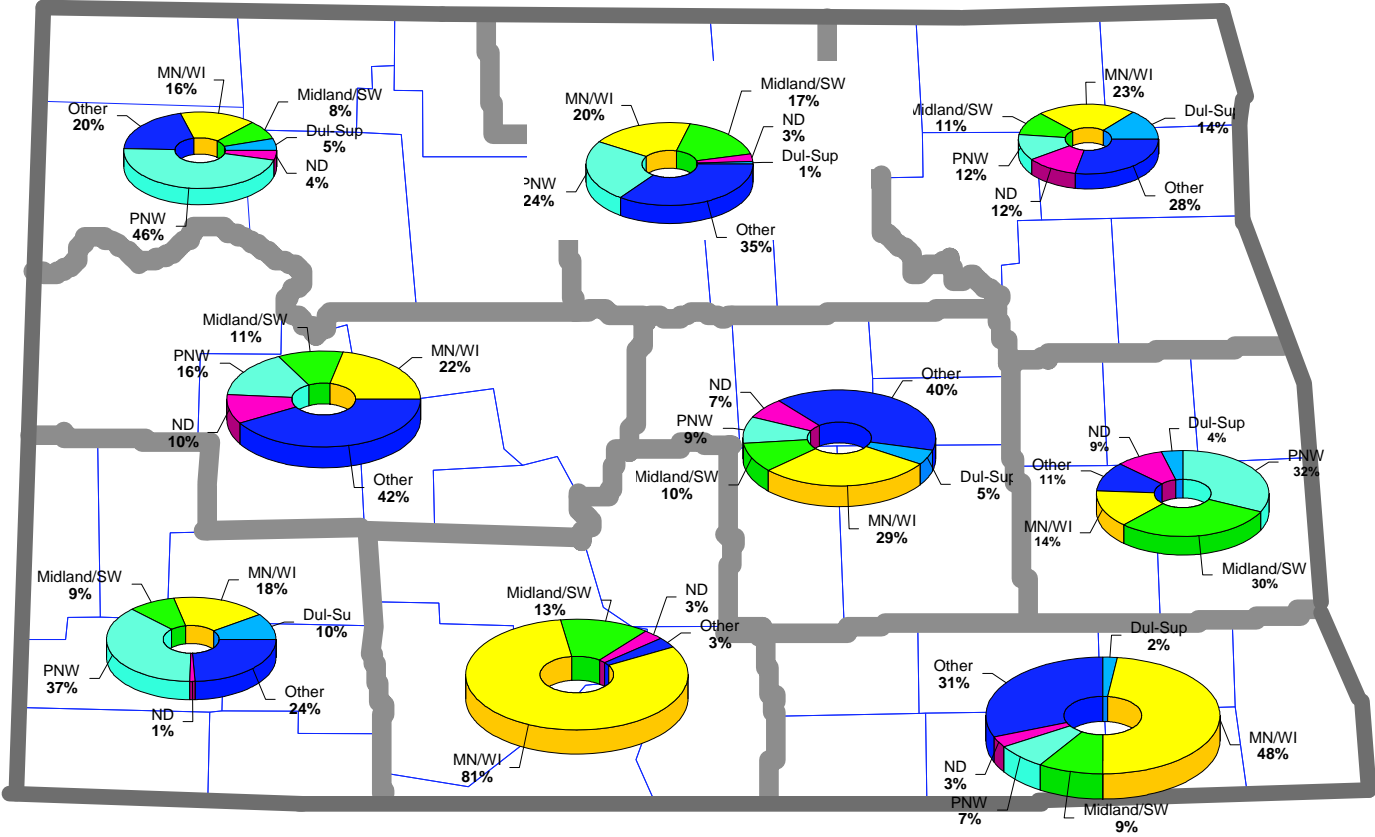 MN/WI
16%
Midland/SW
8%
Other
20%
Dul-Sup
5%
ND
4%
PNW
46%
MN/WI
20%
Midland/SW
17%
ND
3%
Dul-Sup
1%
PNW
24%
Other
35%
MN/WI
23%
Midland/SW
11%
Dul-Sup
14%
PNW
12%
ND
12%
Other
28%
Midland/SW
11%
MN/WI
22%
PNW
16%
ND
10%
Other
42%
Other
40%
ND
7%
PNW
9%
Midland/SW
10%
Dul-Sup
5%
MN/WI
29%
Dul-Sup
4%
ND
9%
PNW
32%
Other
11%
MN/WI
14%
Midland/SW
30%
Midland/SW
9%
MN/WI
18%
Dul-Su
10%
PNW
37%
Other
24%
ND
1%
Midland/SW
13%
ND
3%
Other
3%
MN/WI
81%
Dul-Sup
2%
Other
31%
MN/WI
48%
ND
3%
PNW
7%
Midland/SW
9%